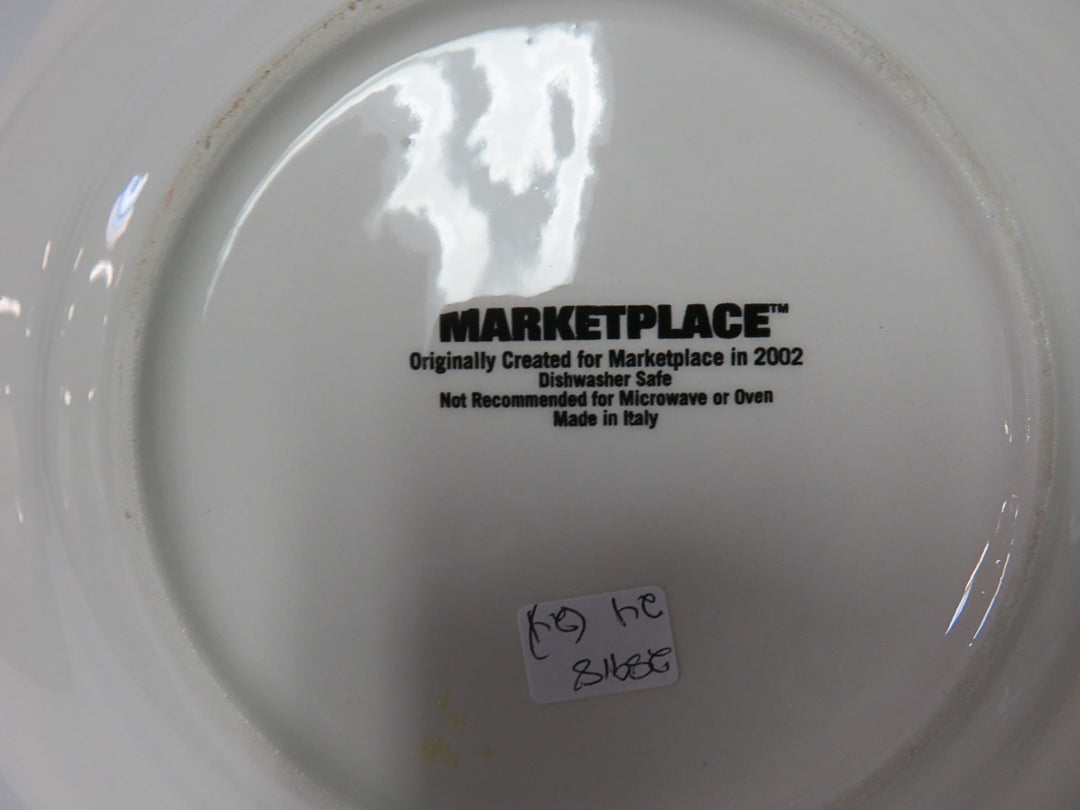 MARKETPLACE™
Originally Created for Marketplace in 2002
Dishwasher Safe
Not Recommended for Microwave or Oven
Made in Italy